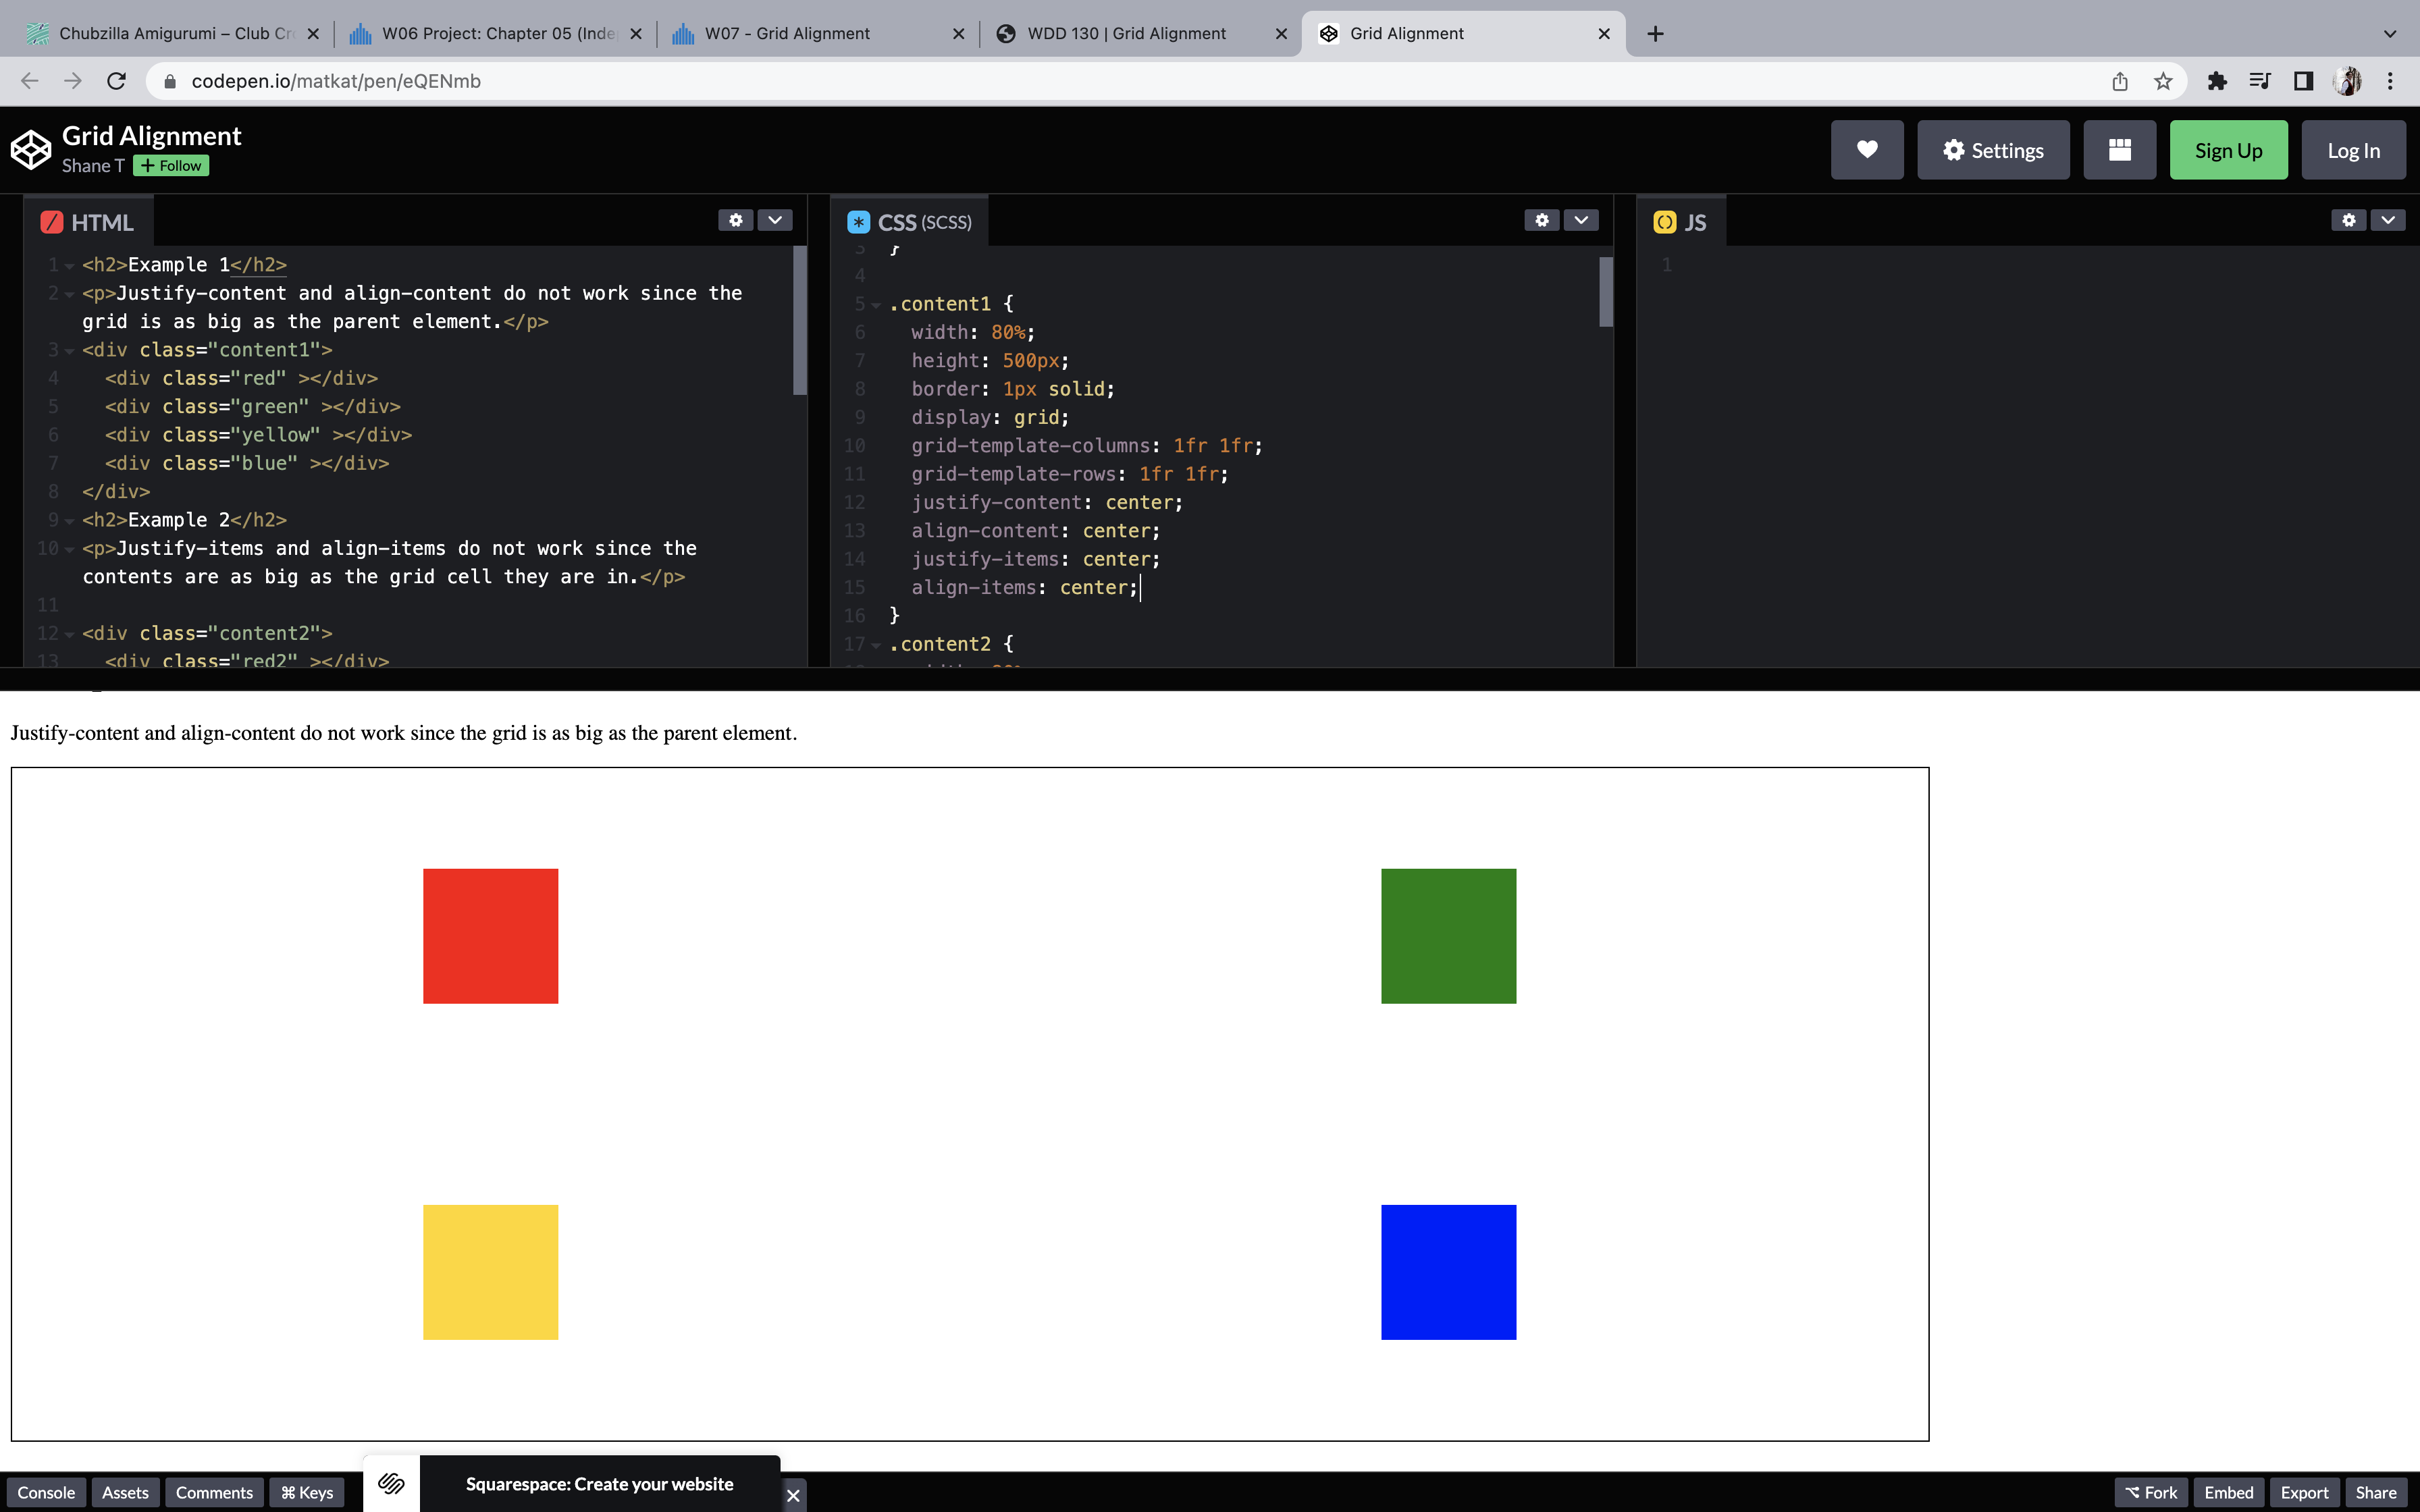 Chubzilla Amigurumi – Club Cr
W06 Project: Chapter 05 (Inde
W07 - Grid Alignment
WDD 130 | Grid Alignment
Grid Alignment
codepen.io/matkat/pen/eQENmb
Grid Alignment
Shane T + Follow
Settings
Sign Up
Log In
HTML
1 <h2>Example 1</h2>
2 <p>Justify-content and align-content do not work since the
grid is as big as the parent element.</p>
3 <div class="content1">
4 <div class="red" ></div>
5 <div class="green" ></div>
6 <div class="yellow" ></div>
7 <div class="blue" ></div>
8 </div>
9 <h2>Example 2</h2>
10 <p>Justify-items and align-items do not work since the
contents are as big as the grid cell they are in.</p>
11
12 <div class="content2">
13 <div class="red2" ></div>
CSS (SCSS)
3 }
4
5 .content1 {
6 width: 80%;
7 height: 500px;
8 border: 1px solid;
9 display: grid;
10 grid-template-columns: 1fr 1fr;
11 grid-template-rows: 1fr 1fr;
12 justify-content: center;
13 align-content: center;
14 justify-items: center;
15 align-items: center;
16 }
17 .content2 {
JS
1
Justify-content and align-content do not work since the grid is as big as the parent element.
Console
Assets
Comments
⌘ Keys
Squarespace: Create your website
Fork
Embed
Export
Share